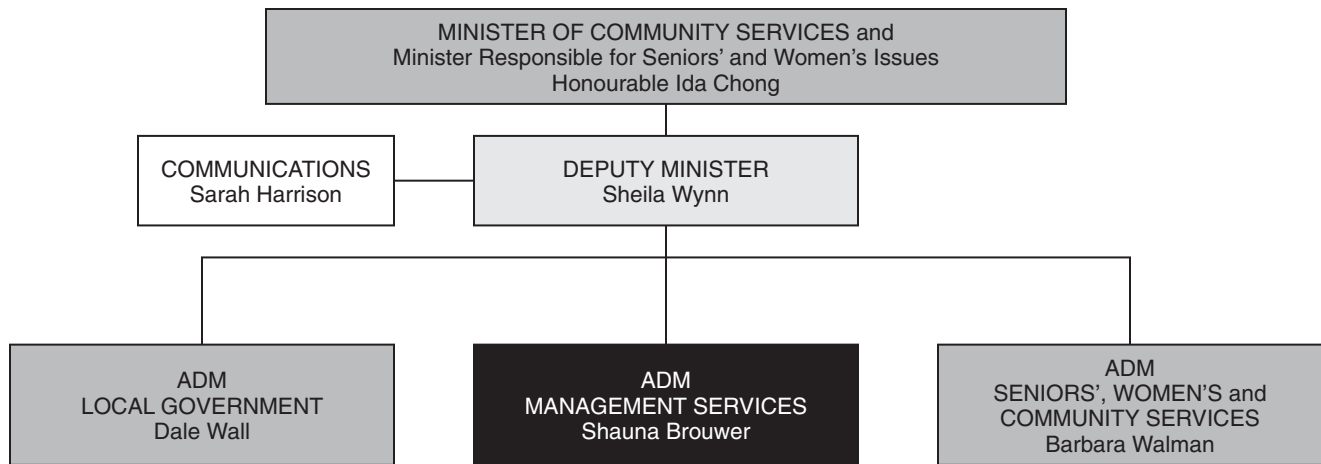 MINISTER OF COMMUNITY SERVICES and
Minister Responsible for Seniors’ and Women’s Issues
Honourable Ida Chong
COMMUNICATIONS
Sarah Harrison
DEPUTY MINISTER
Sheila Wynn
ADM
LOCAL GOVERNMENT
Dale Wall
ADM
MANAGEMENT SERVICES
Shauna Brouwer
ADM
SENIORS’, WOMEN’S and
COMMUNITY SERVICES
Barbara Walman